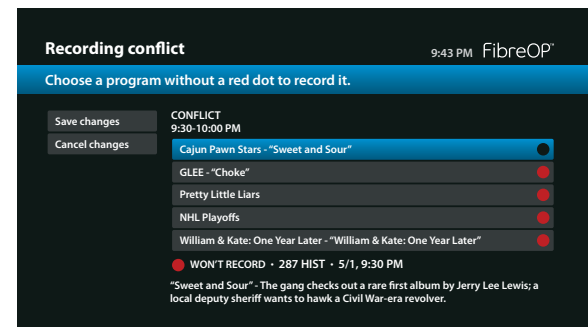 Recording conflict
9:43 PM FibreOP™
Choose a program without a red dot to record it.
Save changes
Cancel changes
CONFLICT
9:30-10:00 PM
Cajun Pawn Stars - “Sweet and Sour”
GLEE - “Choke”
Pretty Little Liars
NHL Playoffs
William & Kate: One Year Later - “William & Kate: One Year Later”
WON’T RECORD • 287 HIST • 5/1, 9:30 PM
“Sweet and Sour” - The gang checks out a rare first album by Jerry Lee Lewis; a
local deputy sheriff wants to hawk a Civil War-era revolver.